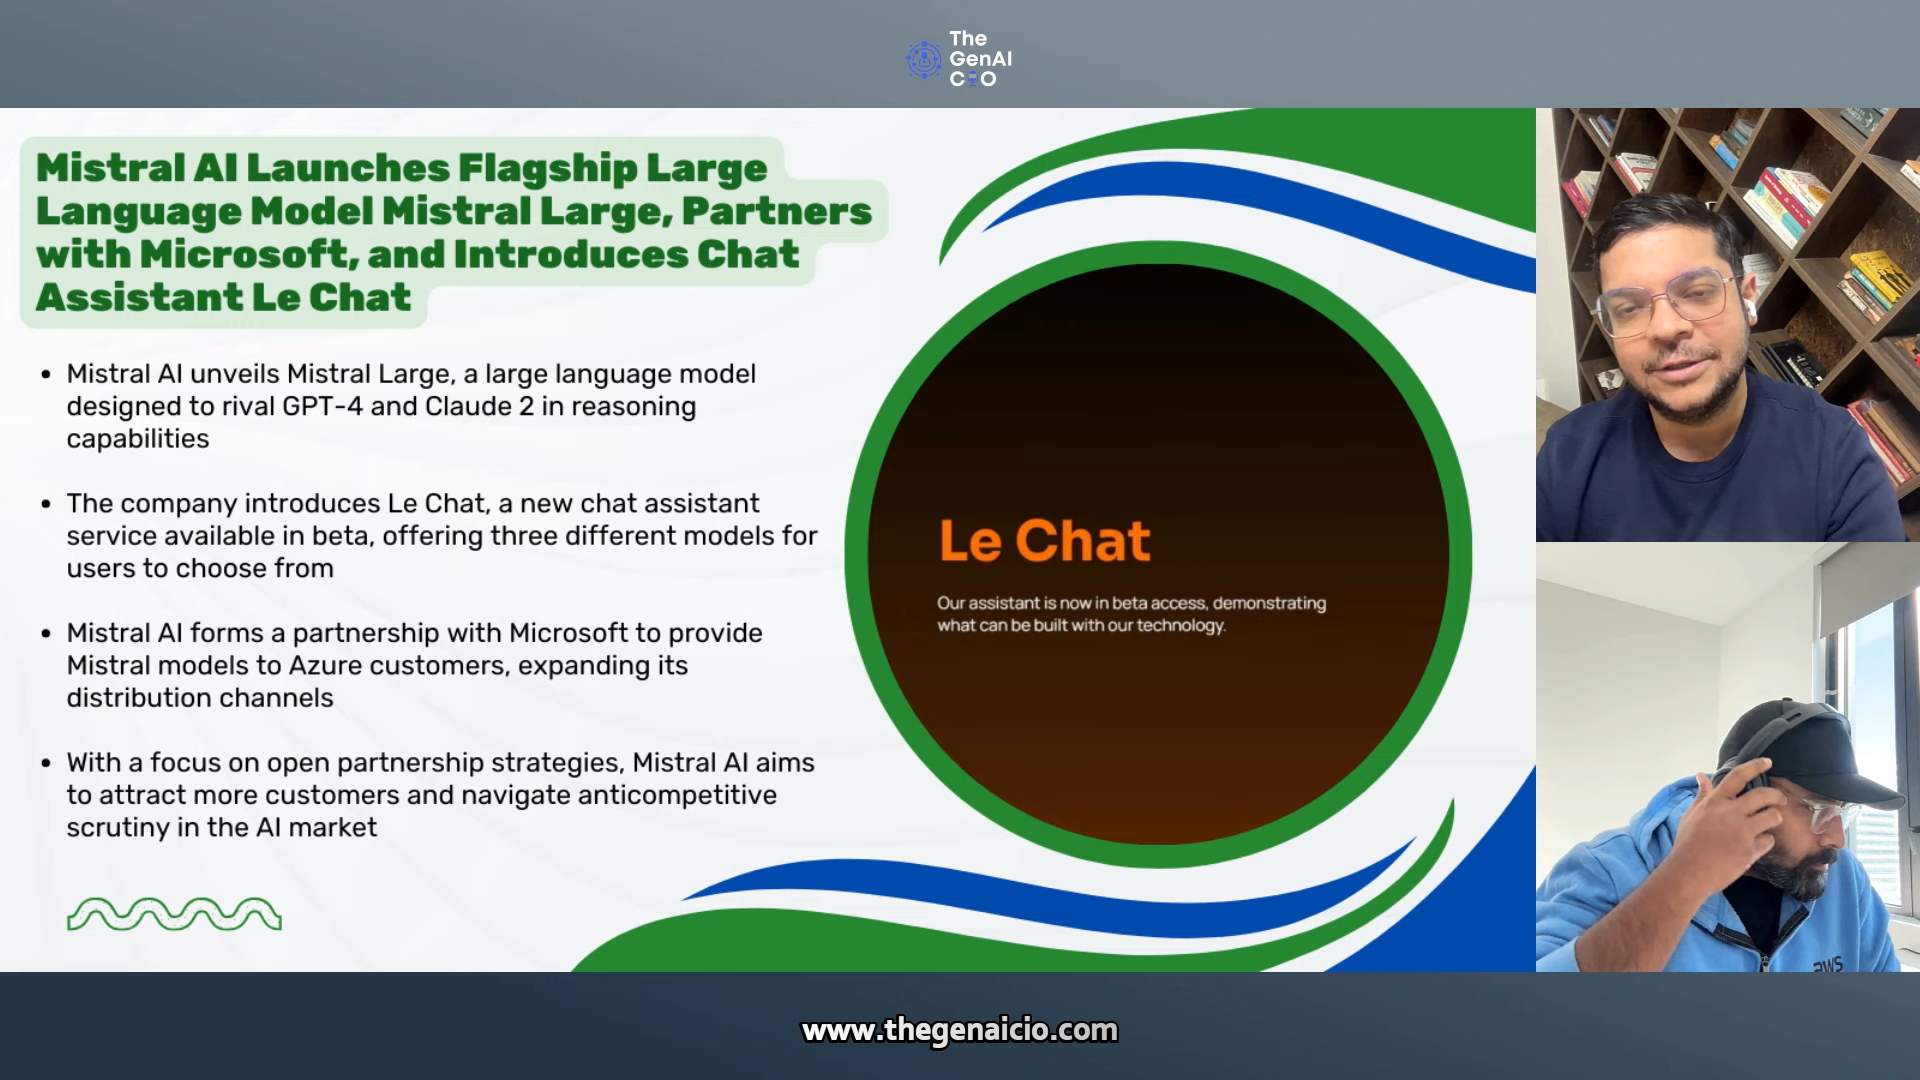 The
GenAI
CIO
Mistral AI Launches Flagship Large
Language Model Mistral Large, Partners
with Microsoft, and Introduces Chat
Assistant Le Chat
• Mistral AI unveils Mistral Large, a large language model
designed to rival GPT-4 and Claude 2 in reasoning
capabilities
• The company introduces Le Chat, a new chat assistant
service available in beta, offering three different models for
users to choose from
• Mistral AI forms a partnership with Microsoft to provide
Mistral models to Azure customers, expanding its
distribution channels
• With a focus on open partnership strategies, Mistral AI aims
to attract more customers and navigate anticompetitive
scrutiny in the AI market
Le Chat
Our assistant is now in beta access, demonstrating
what can be built with our technology.
aws
www.thegenaicio.com